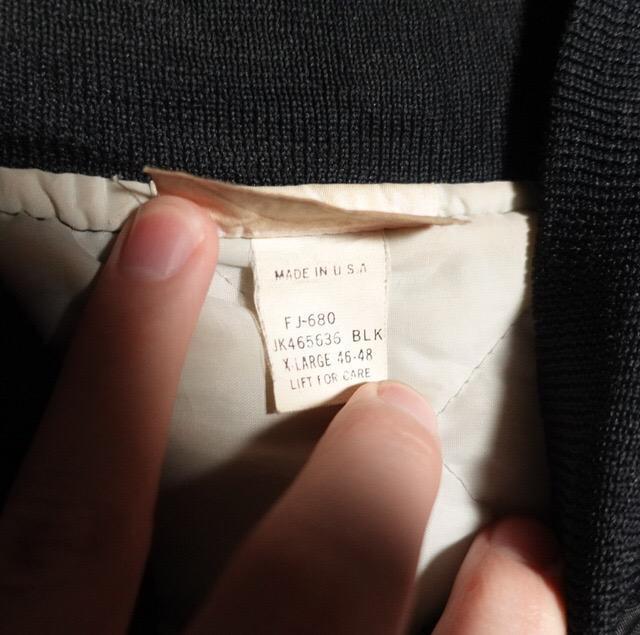 MADE IN U.S.A
FJ-680
JK465636 BLK
X-LARGE 46-48
LIFT FOR CARE